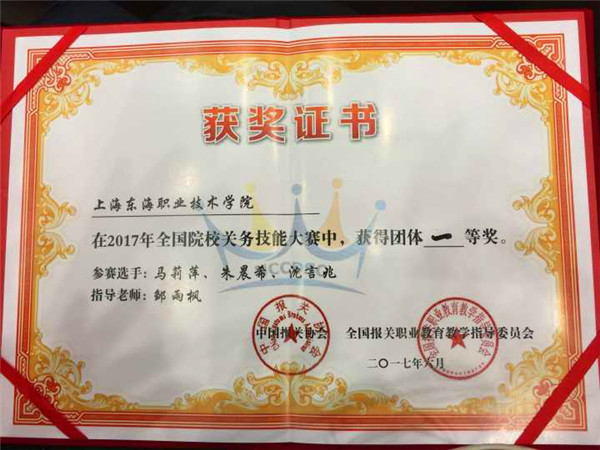 获奖证书
上海东海职业技术学院
在2017年全国院校关务技能大赛中，获得团体一等奖。
参赛选手：马莉萍、朱晨希、沈言兆
指导老师：邹雨枫
中国报关协会 全国报关职业教育教学指导委员会
二〇一七年六月